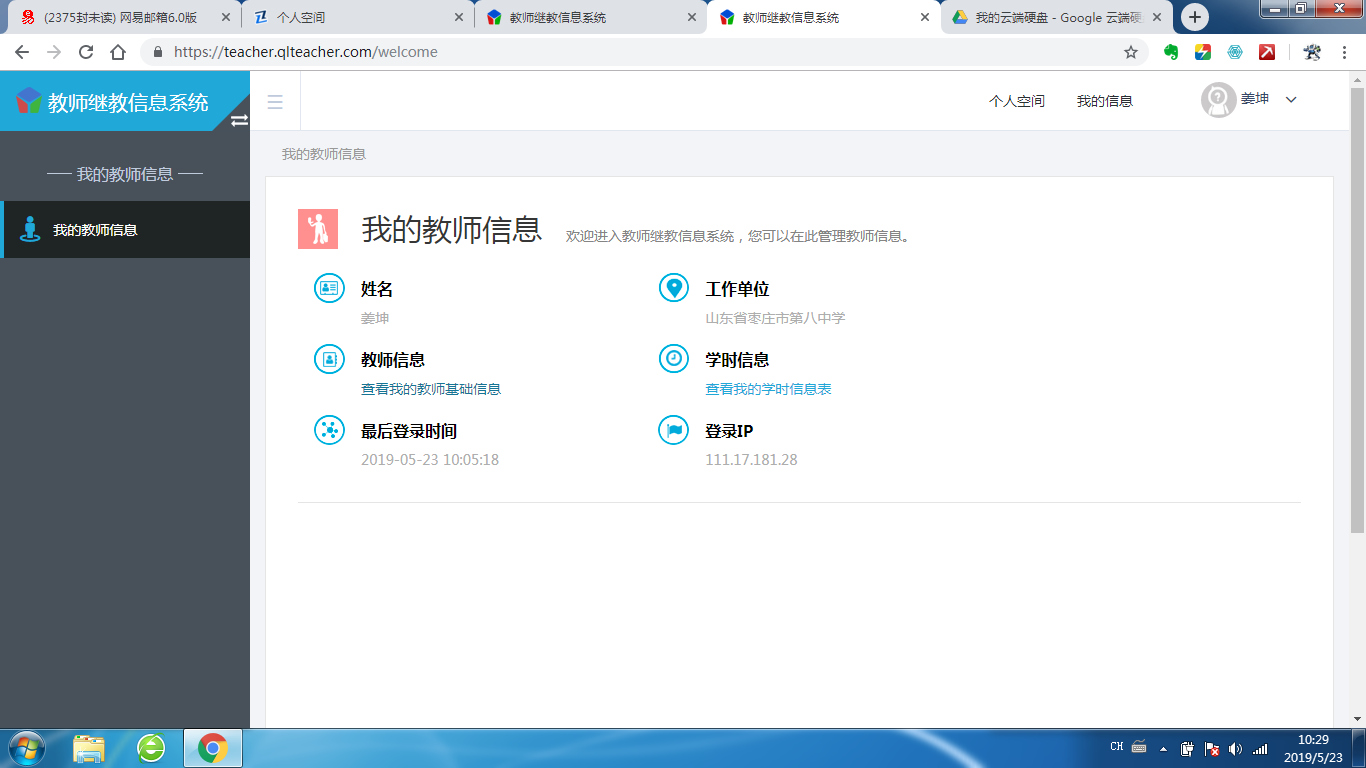 (2375封未读) 网易邮箱6.0版
个人空间
教师继教信息系统
教师继教信息系统
我的云端硬盘 - Google 云端硬
https://teacher.qlteacher.com/welcome
教师继教信息系统
个人空间
我的信息
姜坤
我的教师信息
我的教师信息
我的教师信息
我的教师信息
欢迎进入教师继教信息系统，您可以在此管理教师信息。
姓名
工作单位
姜坤
山东省枣庄市第八中学
教师信息
学时信息
查看我的教师基础信息
查看我的学时信息表
最后登录时间
登录IP
2019-05-23 10:05:18
111.17.181.28
CH
10:29
2019/5/23